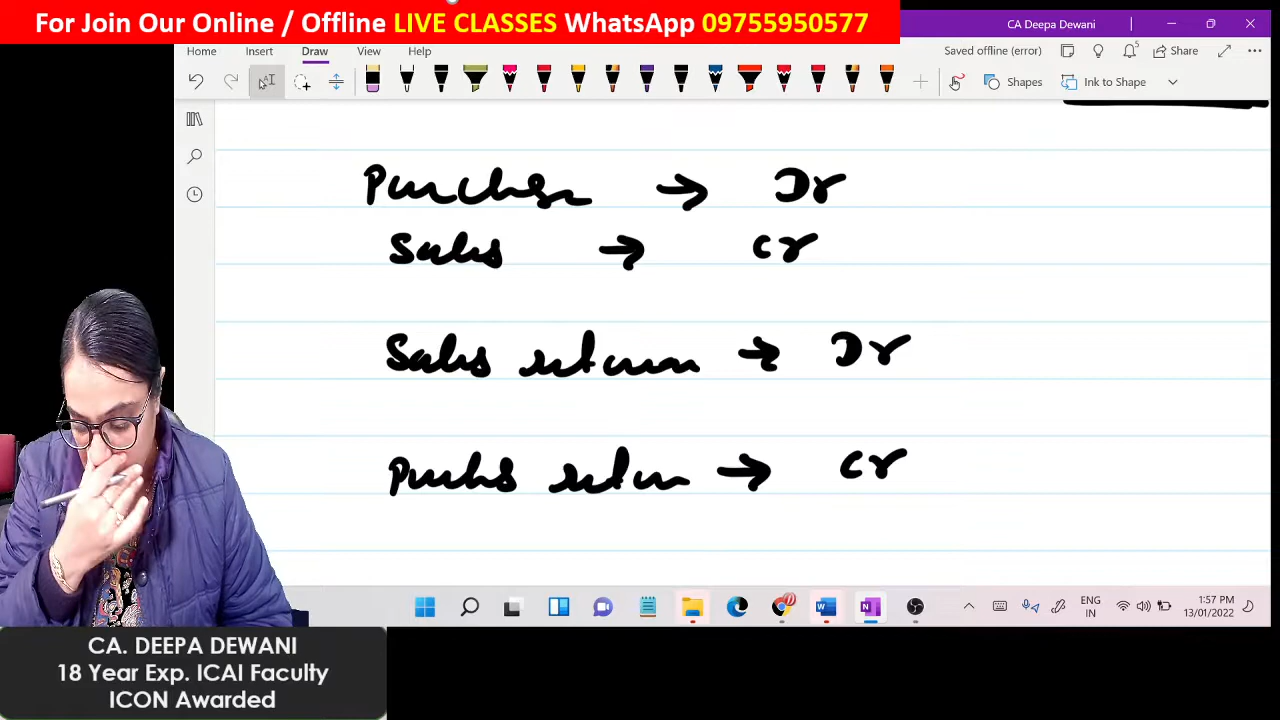 For Join Our Online / Offline LIVE CLASSES WhatsApp 09755950577
CA Deepa Dewani
Home Insert Draw View Help
Saved offline (error)
Share
Shapes
Ink to Shape
Purchases → Dr
Sales → Cr
Sales return → Dr
Purchs return → Cr
ENG
IN
1:57 PM
13/01/2022
CA. DEEPA DEWANI
18 Year Exp. ICAI Faculty
ICON Awarded